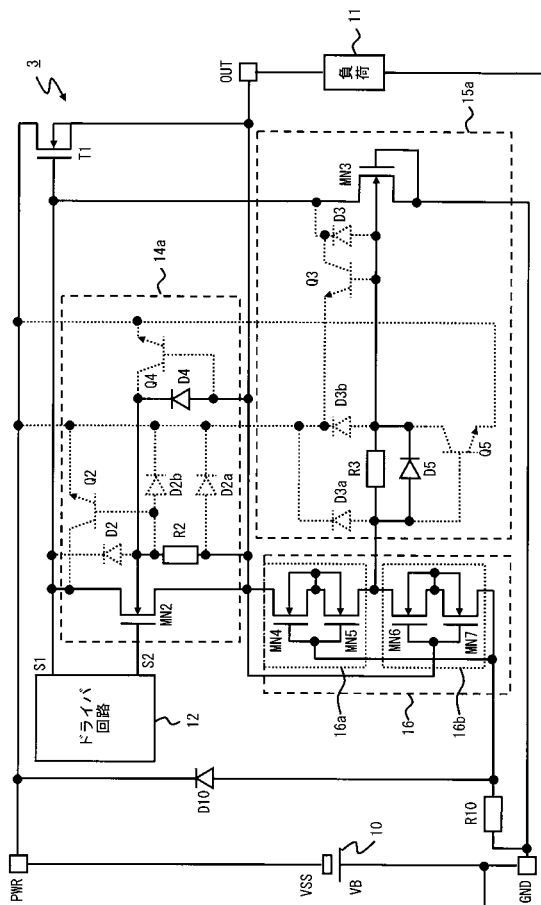 3
PWR
OUT
T1
11
負荷
14a
15a
S1
S2
ドライバ
回路
12
MN2
D2
Q2
D2b
D2a
R2
Q4
D4
D10
16
16a
16b
MN4
MN5
MN6
MN7
D3a
D3b
R3
D5
Q5
Q3
D3
MN3
VSS
VB
10
R10
GND